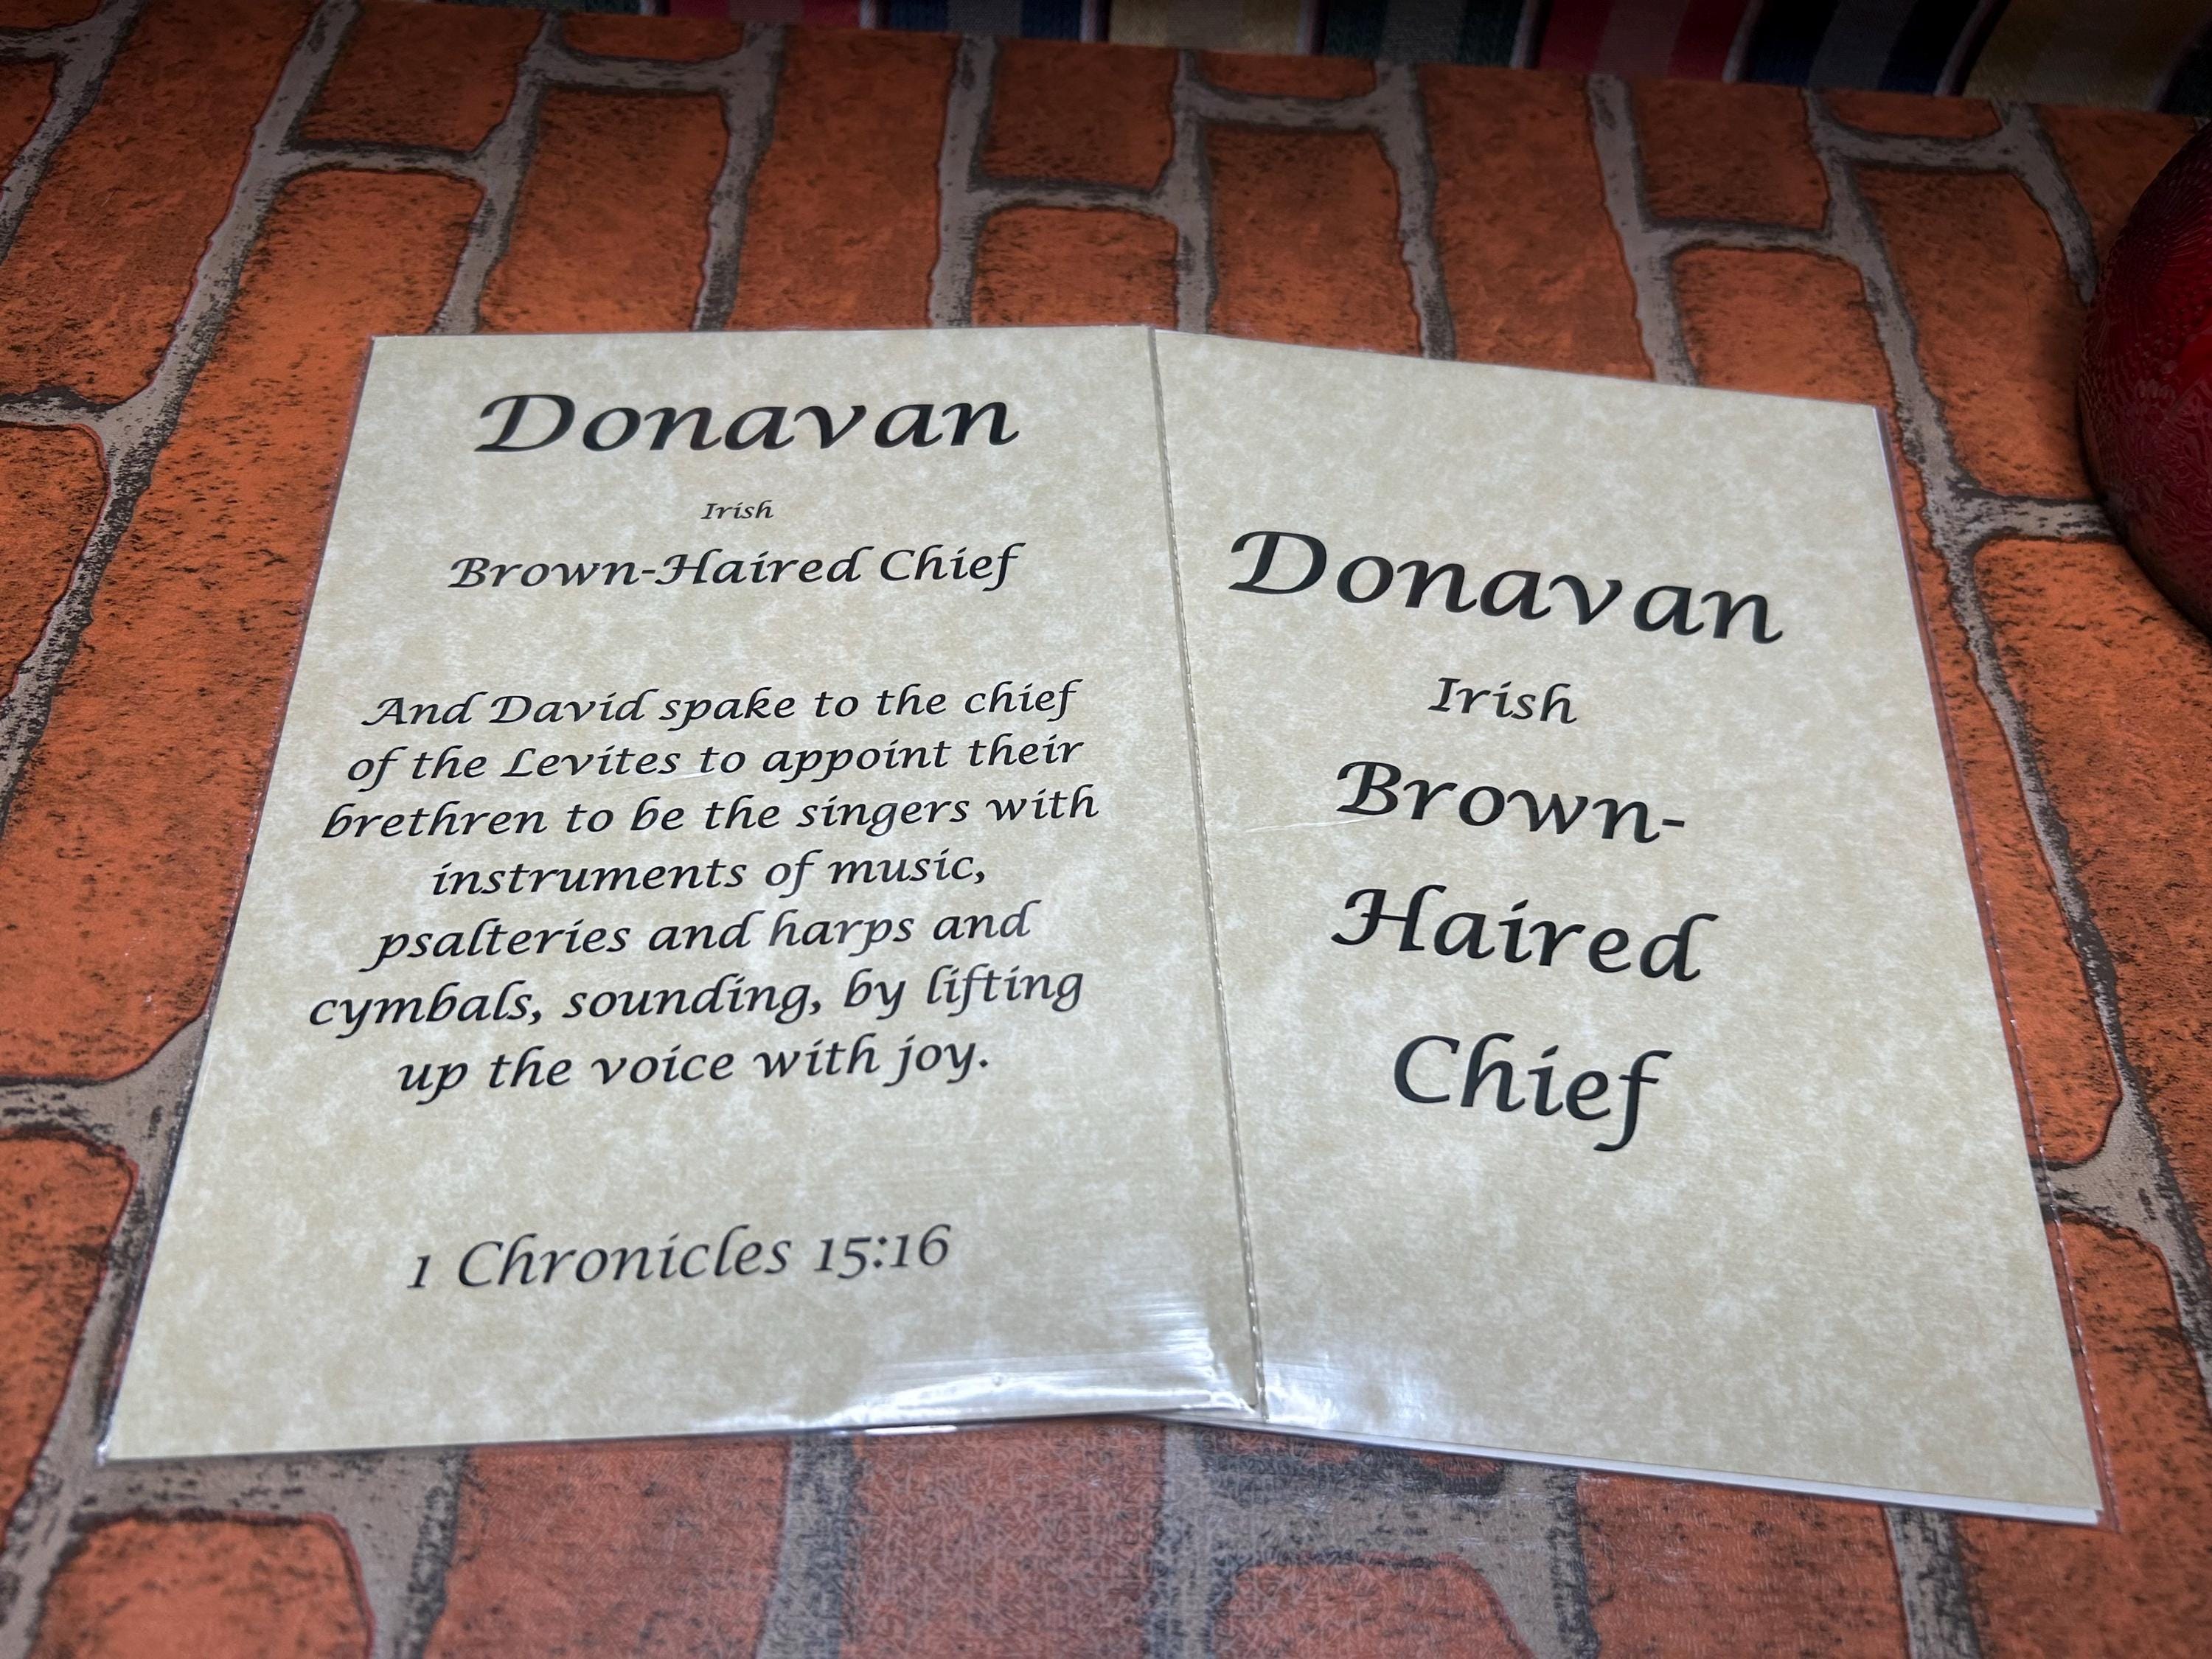 Donavan
Irish
Brown-Haired Chief
And David spake to the chief
of the Levites to appoint their
brethren to be the singers with
instruments of music,
psalteries and harps and
cymbals, sounding, by lifting
up the voice with joy.
1 Chronicles 15:16
Donavan
Irish
Brown-
Haired
Chief